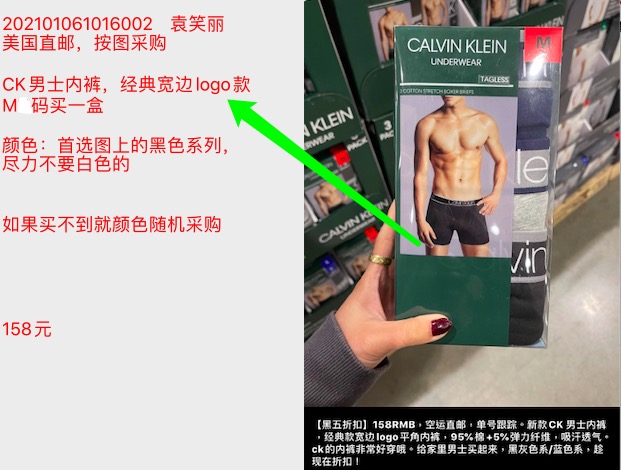 202101061016002 袁笑丽
美国直邮，按图采购
CK男士内裤，经典宽边logo款
M 码买一盒
颜色：首选图上的黑色系列，
尽力不要白色的
如果买不到就颜色随机采购
158元
CALVIN KLEIN
UNDERWEAR
TAGLESS
COTTON STRETCH BOXER BRIEFS
M
【黑五折扣】158RMB，空运直邮，单号跟踪。新款CK男士内裤
，经典款宽边logo平角内裤，95%棉+5%弹力纤维，吸汗透气。
ck的内裤非常好穿哦。给家里男士买起来，黑灰色系/蓝色系，趁
现在折扣！